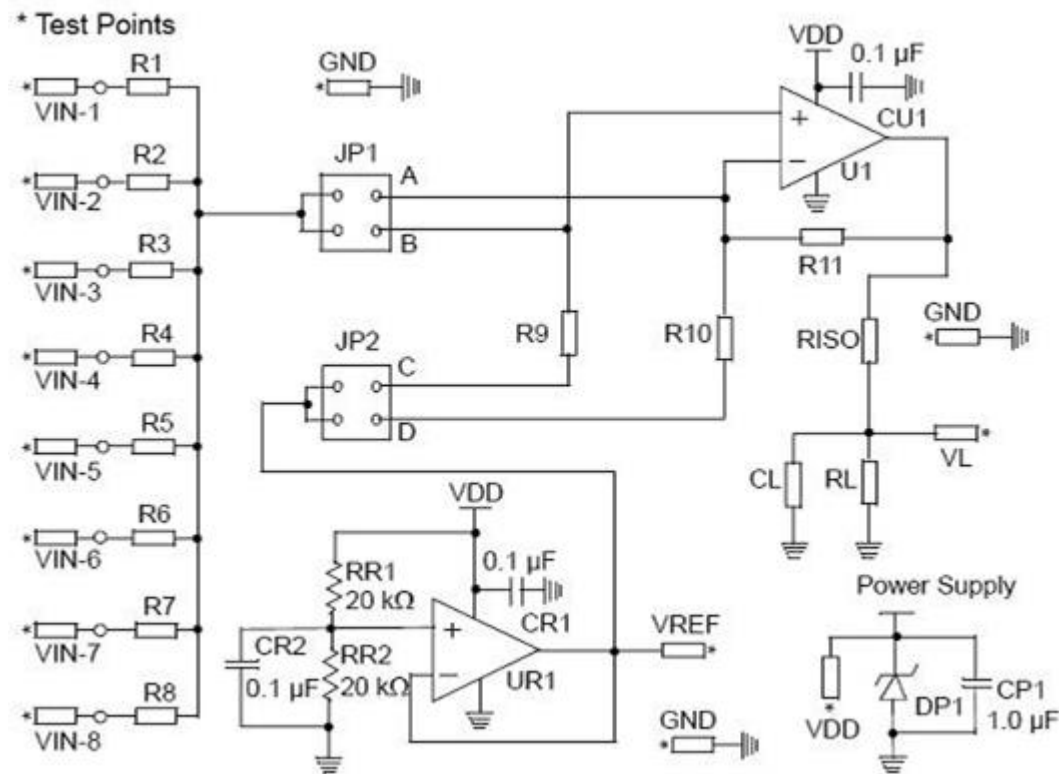 * Test Points
R1
*
VIN-1
R2
*
VIN-2
R3
*
VIN-3
R4
*
VIN-4
R5
*
VIN-5
R6
*
VIN-6
R7
*
VIN-7
R8
*
VIN-8
GND
*
JP1
A
B
JP2
C
D
R9
R10
VDD
0.1 µF
+
−
CU1
U1
R11
RISO
GND
*
VL
*
CL
RL
VDD
0.1 µF
RR1
20 kΩ
CR2
0.1 µF
RR2
20 kΩ
+
−
CR1
UR1
VREF
*
GND
*
Power Supply
*
VDD
DP1
CP1
1.0 µF